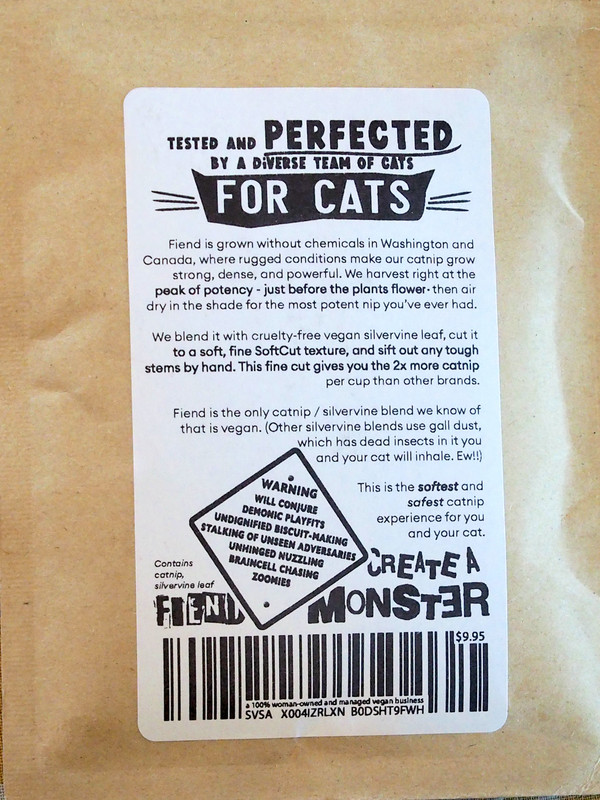 TESTED AND PERFECTED
BY A DiVERSE TEAM OF CATS
FOR CATS
Fiend is grown without chemicals in Washington and
Canada, where rugged conditions make our catnip grow
strong, dense, and powerful. We harvest right at the
peak of potency - just before the plants flower- then air
dry in the shade for the most potent nip you've ever had.
We blend it with cruelty-free vegan silvervine leaf, cut it
to a soft, fine SoftCut texture, and sift out any tough
stems by hand. This fine cut gives you the 2x more catnip
per cup than other brands.
Fiend is the only catnip / silvervine blend we know of
that is vegan. (Other silvervine blends use gall dust,
which has dead insects in it you
and your cat will inhale. Ew!!)
This is the softest and
safest catnip
experience for you
and your cat.
WARNING
WILL CONJURE
DEMONIC PLAYFITS
UNDIGNIFIED BISCUIT-MAKING
STALKING OF UNSEEN ADVERSARIES
UNHINGED NUZZLING
BRAINCELL CHASING
ZOOMIES
Contains
catnip,
silvervine leaf
FIEND
CREATE A
MONSTER
$9.95
a 100% woman-owned and managed vegan business
SVSA X004IZRLXN B0DSHT9FWH